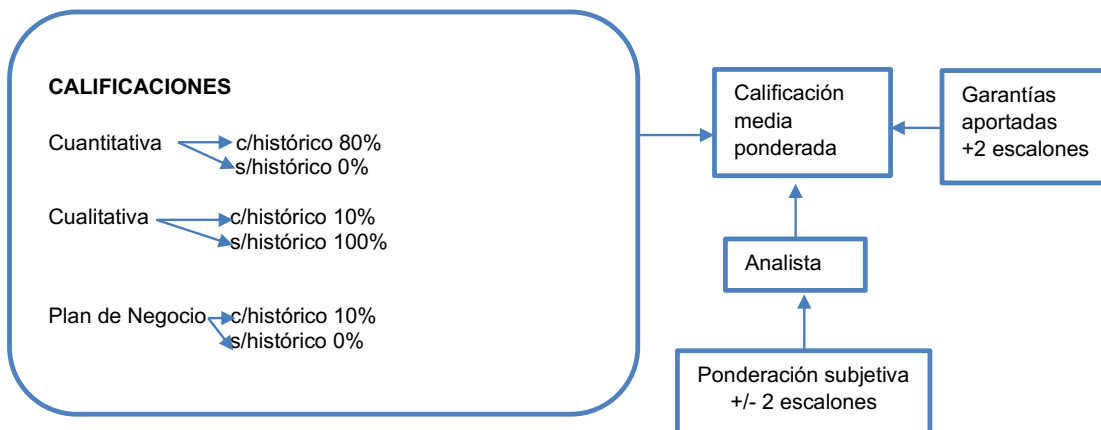 CALIFICACIONES
Cuantitativa c/histórico 80%
s/histórico 0%
Cualitativa c/histórico 10%
s/histórico 100%
Plan de Negocio c/histórico 10%
s/histórico 0%
Calificación
media
ponderada
Garantías
aportadas
+2 escalones
Analista
Ponderación subjetiva
+/- 2 escalones